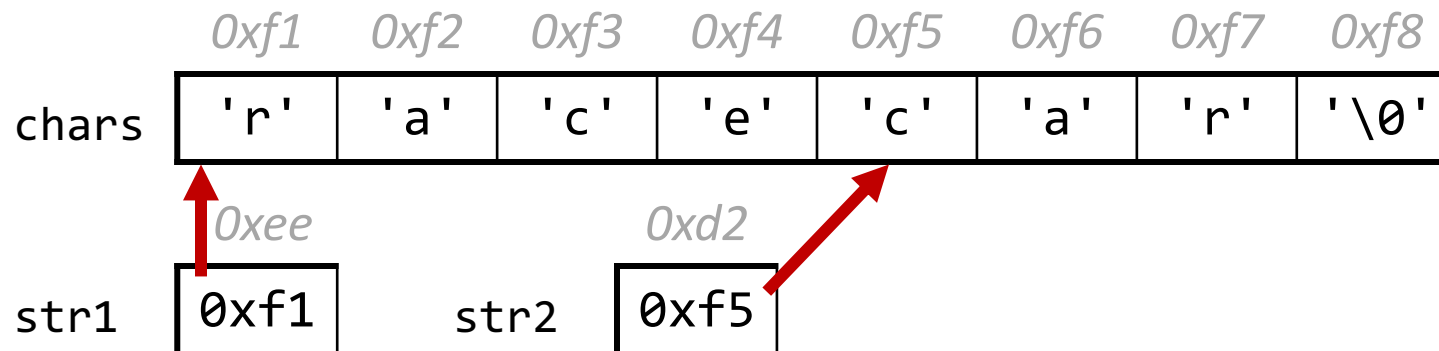 0xf1 0xf2 0xf3 0xf4 0xf5 0xf6 0xf7 0xf8
chars 'r' 'a' 'c' 'e' 'c' 'a' 'r' '\0'
0xee 0xd2
str1 0xf1 str2 0xf5